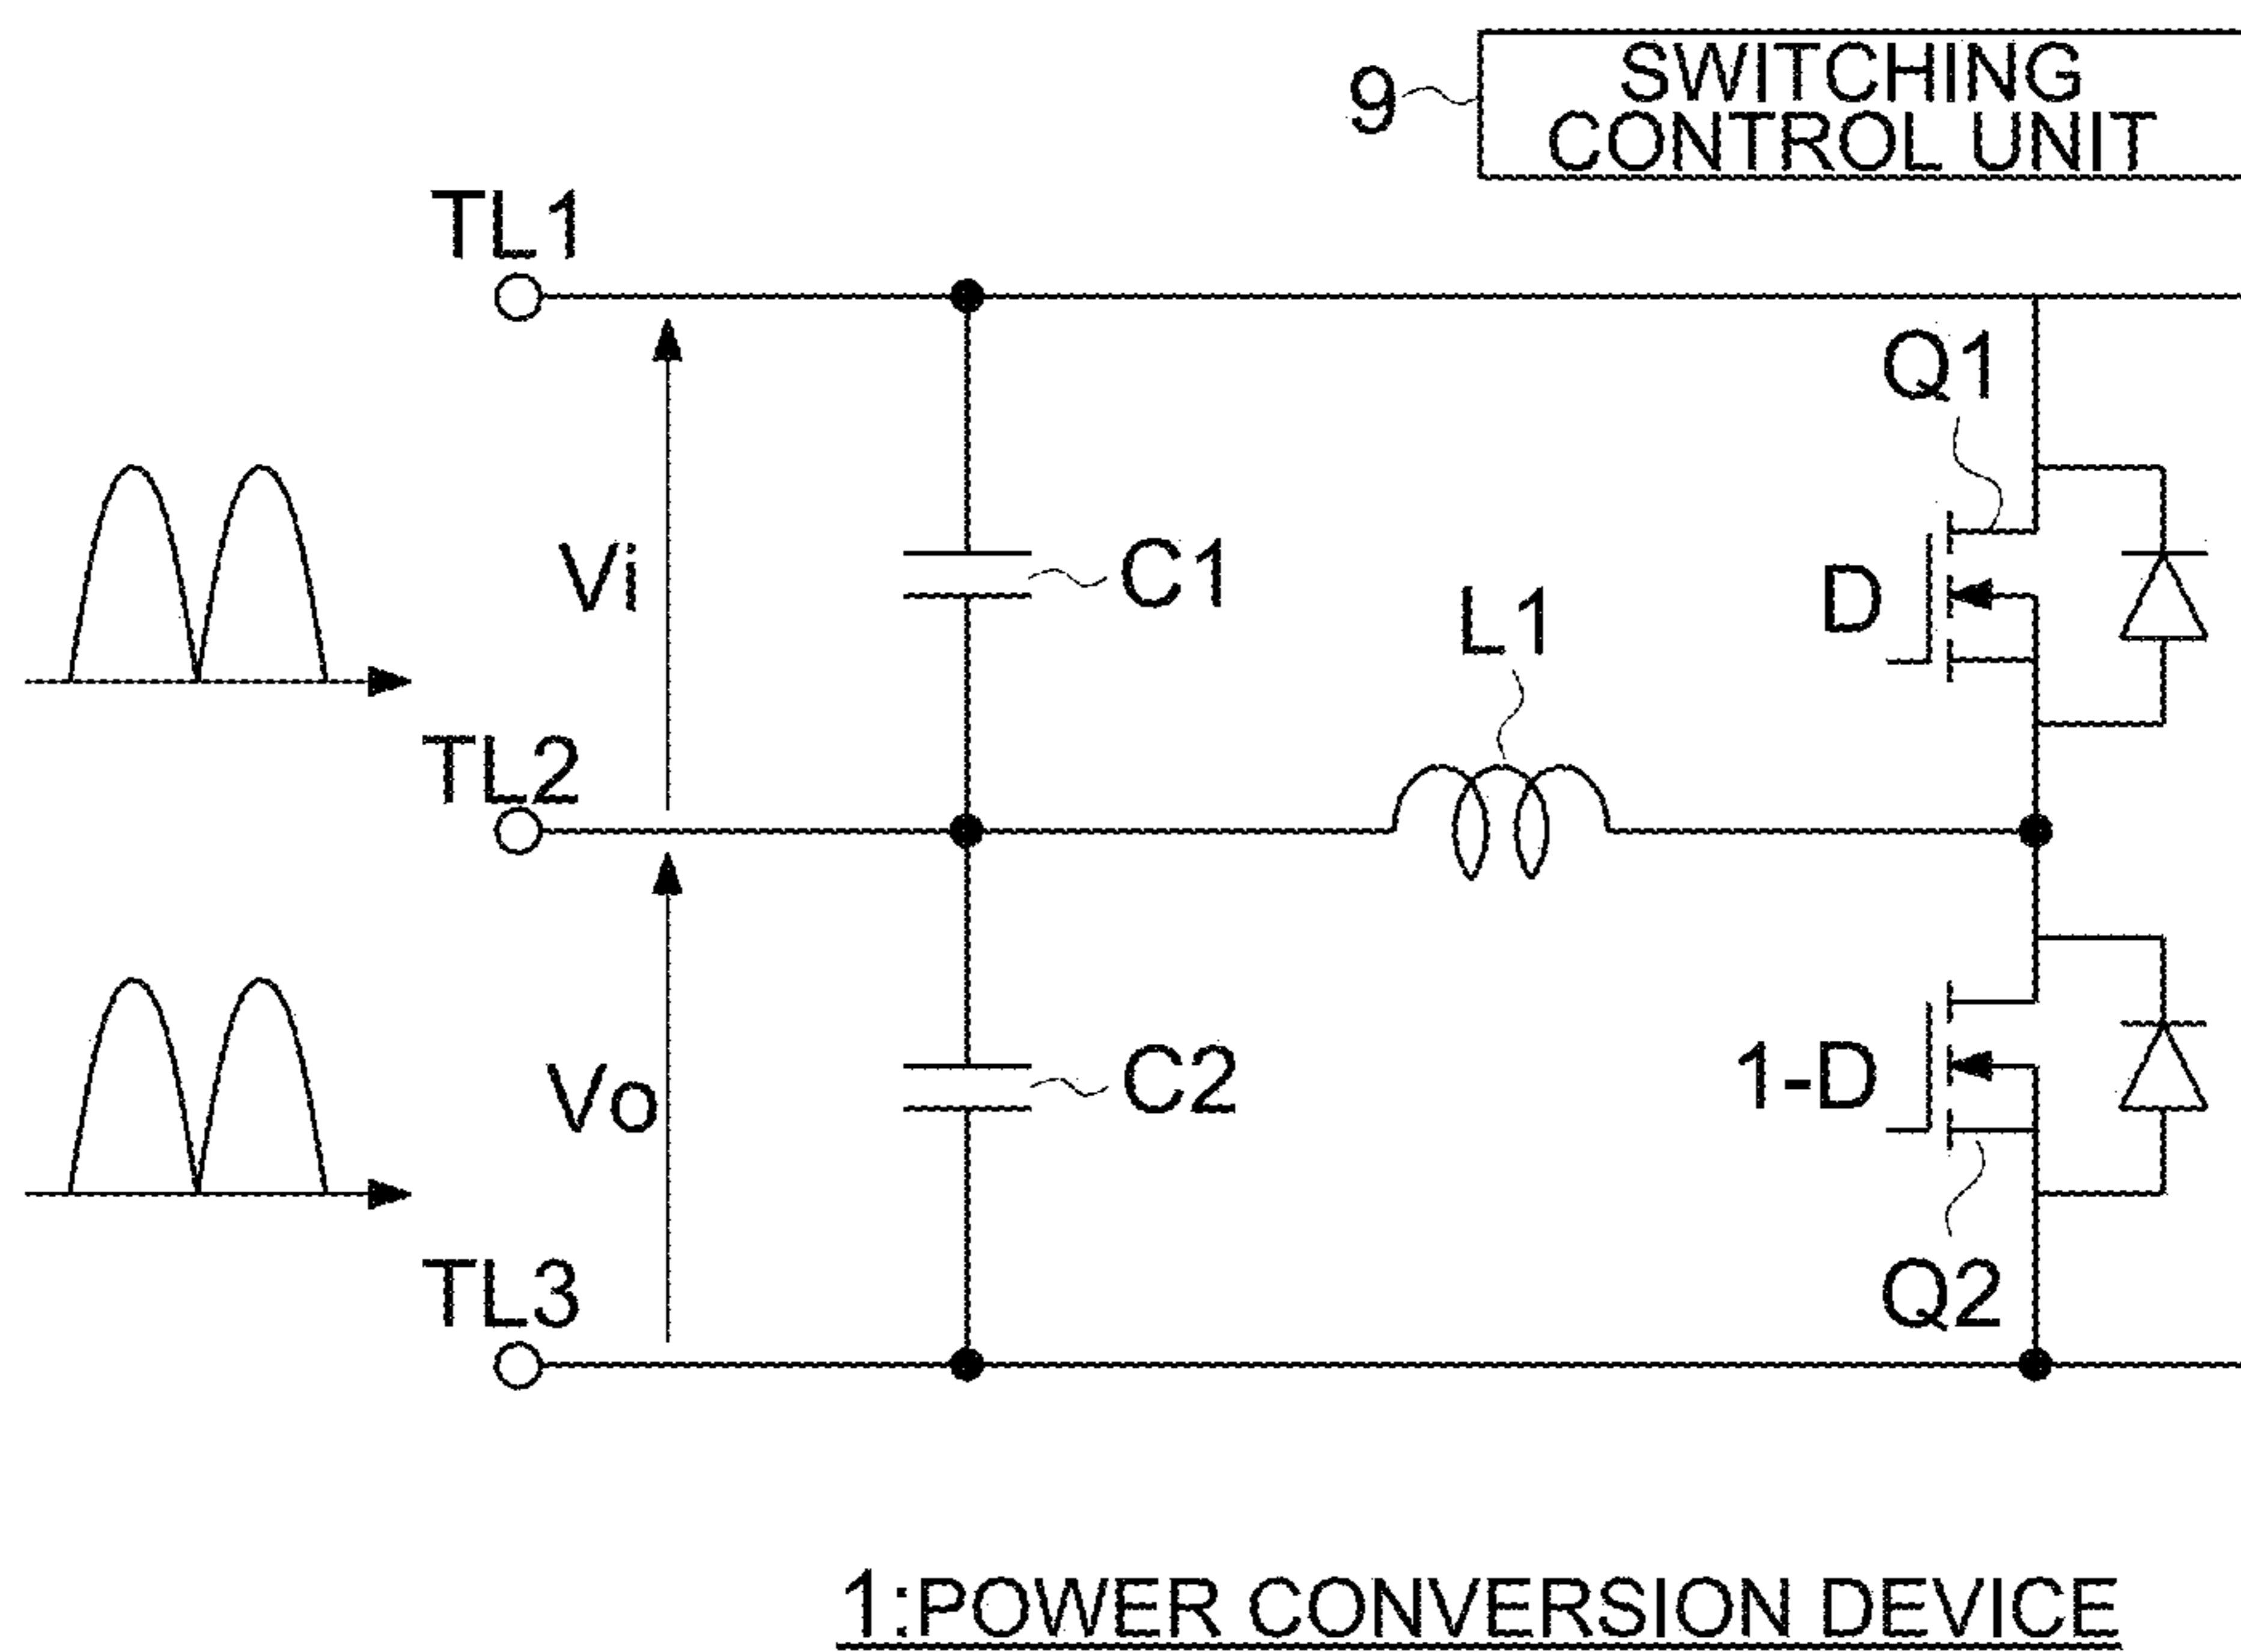 SWITCHING
CONTROL UNIT
9
TL1
Q1
Vi
C1
D
L1
TL2
Vo
C2
1-D
TL3
Q2
1:POWER CONVERSION DEVICE